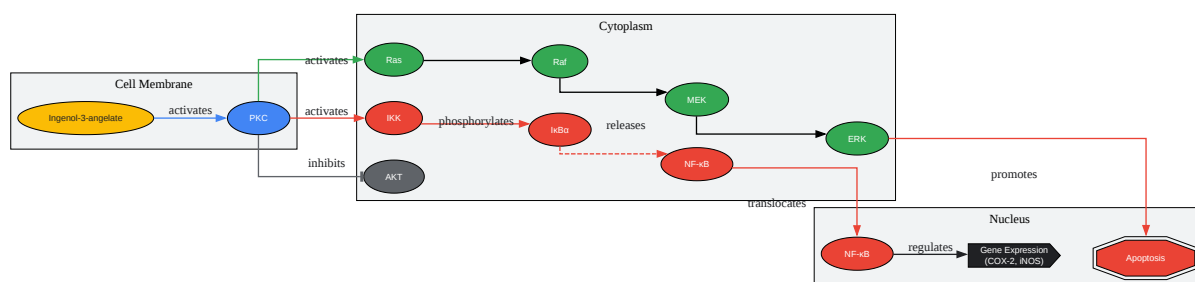 Cytoplasm
activates
Ras
Raf
Cell Membrane
MEK
Ingenol-3-angelate
activates
PKC
activates
IKK
phosphorylates
IκBα
releases
ERK
inhibits
AKT
NF-κB
promotes
translocates
Nucleus
NF-κB
regulates
Gene Expression
(COX-2, iNOS)
Apoptosis